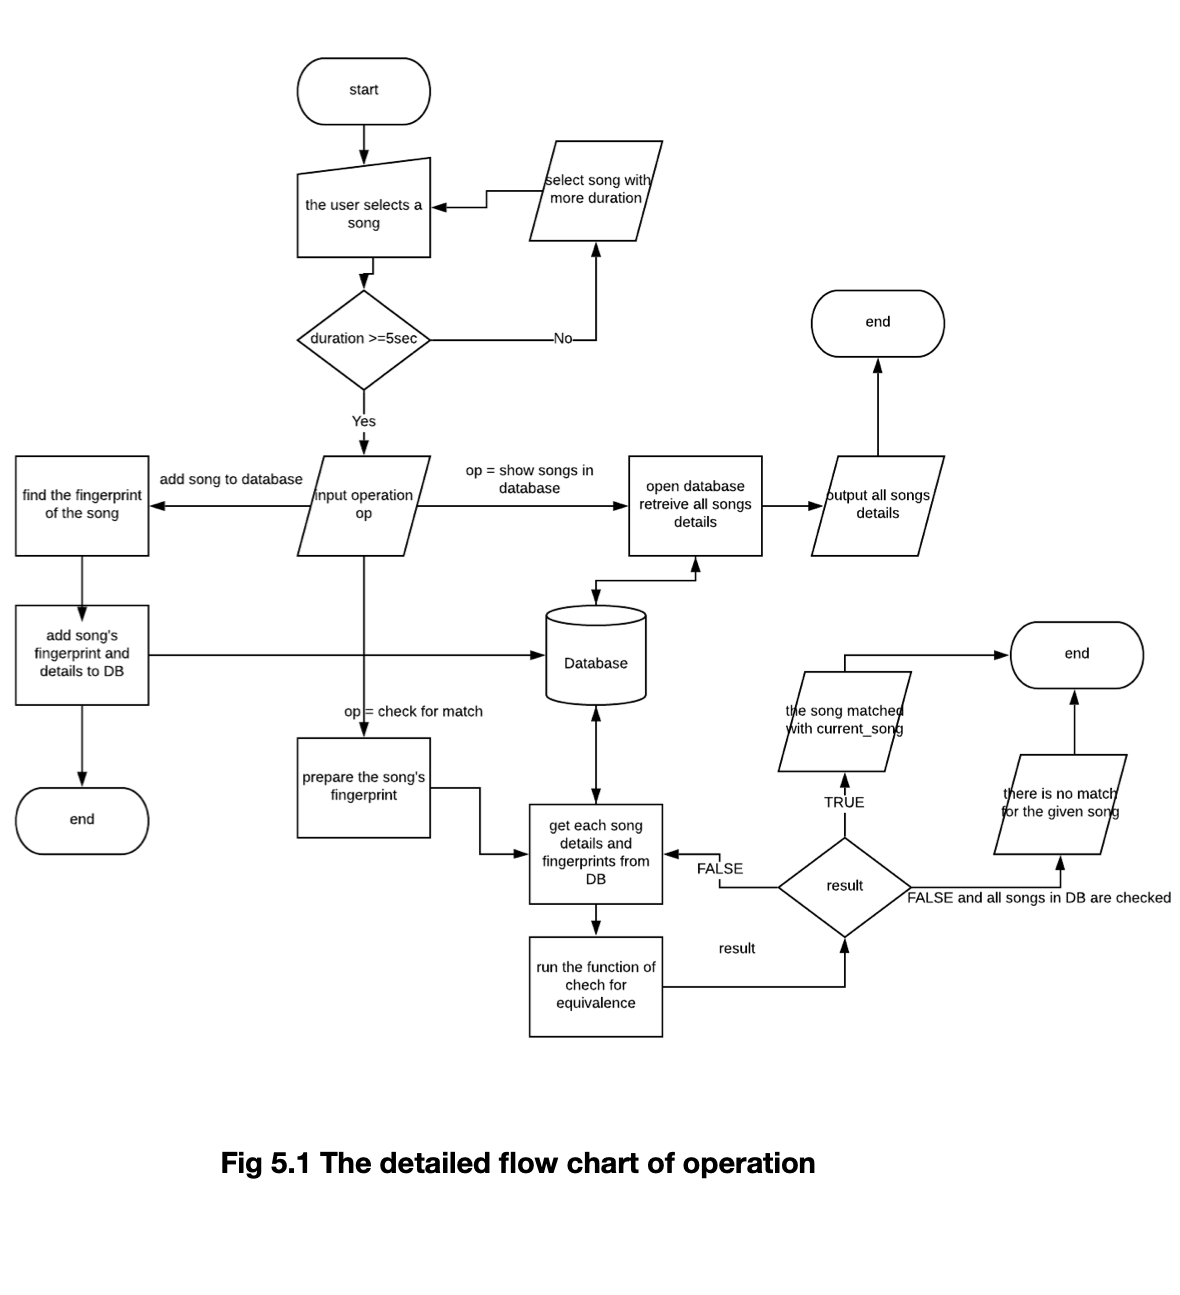 start
select song with
more duration
the user selects a
song
duration >=5sec
No
end
Yes
add song to database
op = show songs in
database
find the fingerprint
of the song
input operation
op
open database
retreive all songs
details
output all songs
details
add song's
fingerprint and
details to DB
Database
end
the song matched
with current_song
op = check for match
prepare the song's
fingerprint
there is no match
for the given song
TRUE
end
get each song
details and
fingerprints from
DB
FALSE
result
FALSE and all songs in DB are checked
result
run the function of
chech for
equivalence
Fig 5.1 The detailed flow chart of operation